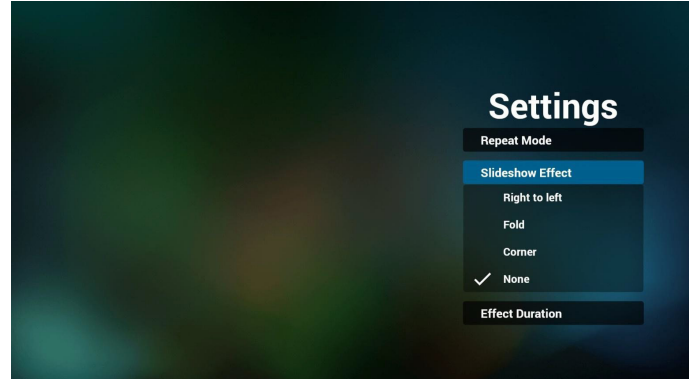 Settings
Repeat Mode
Slideshow Effect
Right to left
Fold
Corner
None
Effect Duration